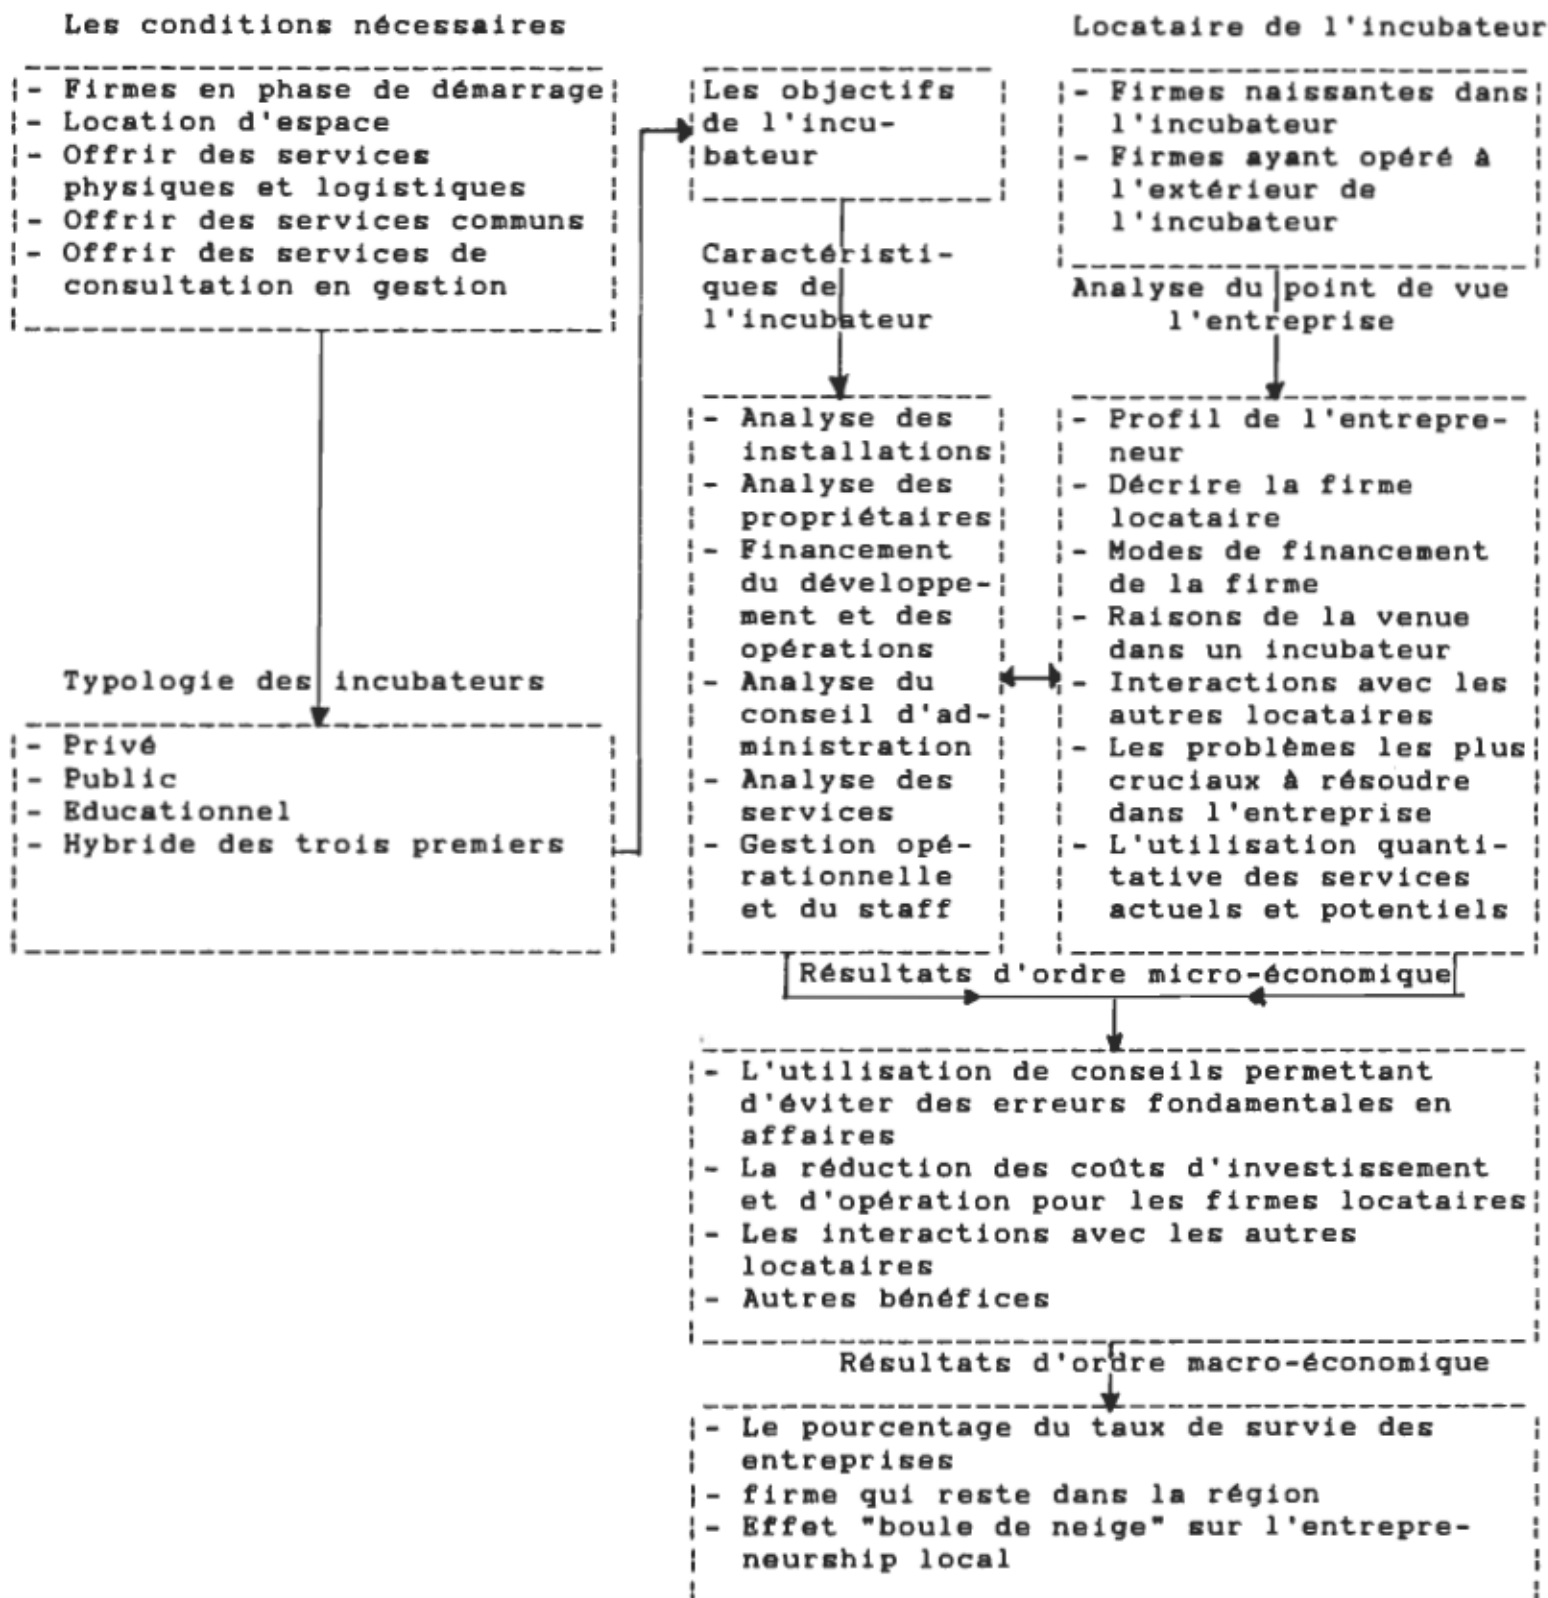 Les conditions nécessaires
- Firmes en phase de démarrage
- Location d'espace
- Offrir des services
physiques et logistiques
- Offrir des services communs
- Offrir des services de
consultation en gestion
Typologie des incubateurs
- Privé
- Public
- Educationnel
- Hybride des trois premiers
Les objectifs
de l'incu-
bateur
Caractéristi-
ques de
l'incubateur
- Analyse des
installations
- Analyse des
propriétaires
- Financement
du développe-
ment et des
opérations
- Analyse du
conseil d'ad-
ministration
- Analyse des
services
- Gestion opé-
rationnelle
et du staff
Locataire de l'incubateur
- Firmes naissantes dans
l'incubateur
- Firmes ayant opéré à
l'extérieur de
l'incubateur
Analyse du point de vue
l'entreprise
- Profil de l'entrepre-
neur
- Décrire la firme
locataire
- Modes de financement
de la firme
- Raisons de la venue
dans un incubateur
- Interactions avec les
autres locataires
- Les problèmes les plus
cruciaux à résoudre
dans l'entreprise
- L'utilisation quanti-
tative des services
actuels et potentiels
Résultats d'ordre micro-économique
- L'utilisation de conseils permettant
d'éviter des erreurs fondamentales en
affaires
- La réduction des coûts d'investissement
et d'opération pour les firmes locataires
- Les interactions avec les autres
locataires
- Autres bénéfices
Résultats d'ordre macro-économique
- Le pourcentage du taux de survie des
entreprises
- firme qui reste dans la région
- Effet "boule de neige" sur l'entrepre-
neurship local